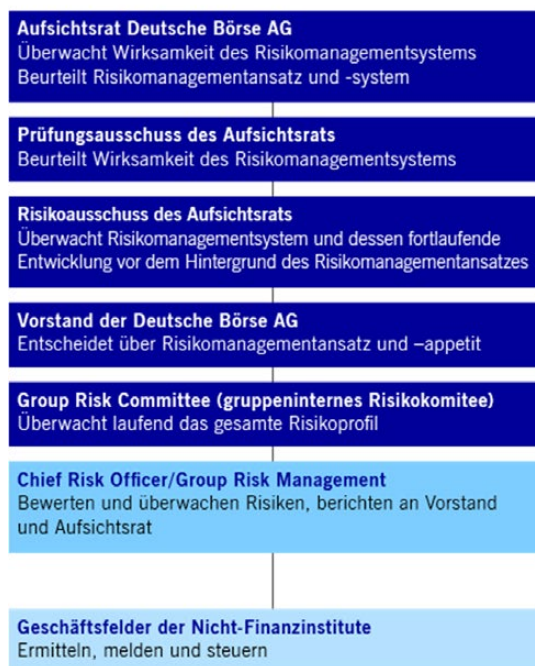 Aufsichtsrat Deutsche Börse AG
Überwacht Wirksamkeit des Risikomanagementsystems
Beurteilt Risikomanagementansatz und -system
Prüfungsausschuss des Aufsichtsrats
Beurteilt Wirksamkeit des Risikomanagementsystems
Risikoausschuss des Aufsichtsrats
Überwacht Risikomanagementsystem und dessen fortlaufende
Entwicklung vor dem Hintergrund des Risikomanagementansatzes
Vorstand der Deutsche Börse AG
Entscheidet über Risikomanagementansatz und –appetit
Group Risk Committee (gruppeninternes Risikokomitee)
Überwacht laufend das gesamte Risikoprofil
Chief Risk Officer/Group Risk Management
Bewerten und überwachen Risiken, berichten an Vorstand
und Aufsichtsrat
Geschäftsfelder der Nicht-Finanzinstitute
Ermitteln, melden und steuern